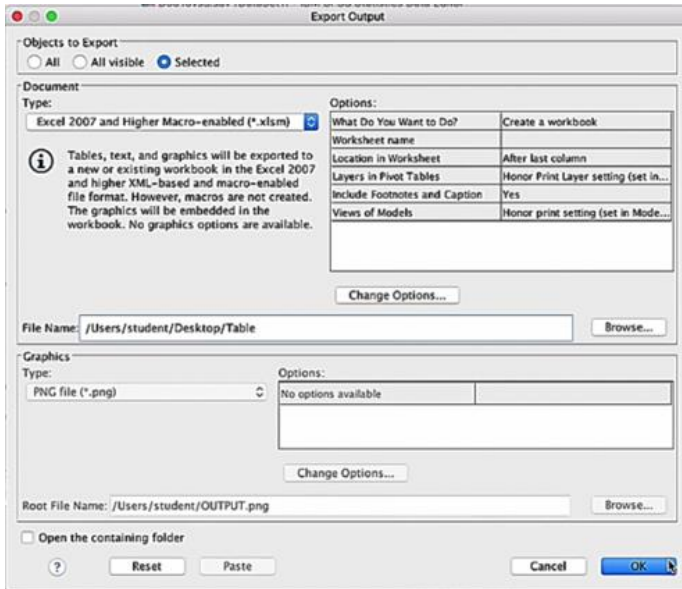 Export Output
Objects to Export
All All visible Selected
Document
Type:
Excel 2007 and Higher Macro-enabled (*.xlsm)
Tables, text, and graphics will be exported to
a new or existing workbook in the Excel 2007
and higher XML-based and macro-enabled
file format. However, macros are not created.
The graphics will be embedded in the
workbook. No graphics options are available.
Options:
What Do You Want to Do? Create a workbook
Worksheet name
Location in Worksheet After last column
Layers in Pivot Tables Honor Print Layer setting (set in...
Include Footnotes and Caption Yes
Views of Models Honor print setting (set in Mode...
Change Options...
File Name: /Users/student/Desktop/Table Browse...
Graphics
Type:
PNG file (*.png)
Options:
No options available
Change Options...
Root File Name: /Users/student/OUTPUT.png Browse...
Open the containing folder
? Reset Paste Cancel OK